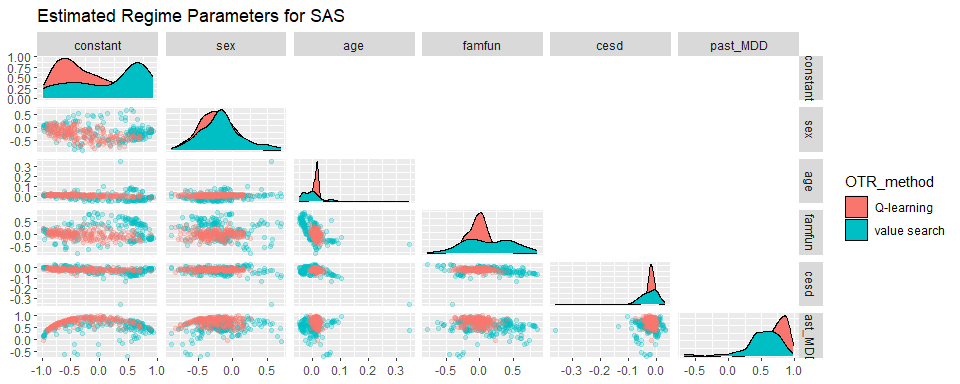 Estimated Regime Parameters for SAS
constant sex age famfun cesd past_MDD
1.00
0.75
0.50
0.25
0.00
constant
0.5
0.0
-0.5
sex
0.3
0.2
0.1
0.0
age
0.5
0.0
-0.5
famfun
0.0
-0.1
-0.2
-0.3
cesd
1.0
0.5
0.0
-0.5
ast_MD
-1.0 -0.5 0.0 0.5 1.0 -0.5 0.0 0.5 0.0 0.1 0.2 0.3 -0.5 0.0 0.5 -0.3 -0.2 -0.1 0.0 -0.5 0.0 0.5 1.0
OTR_method
Q-learning
value search